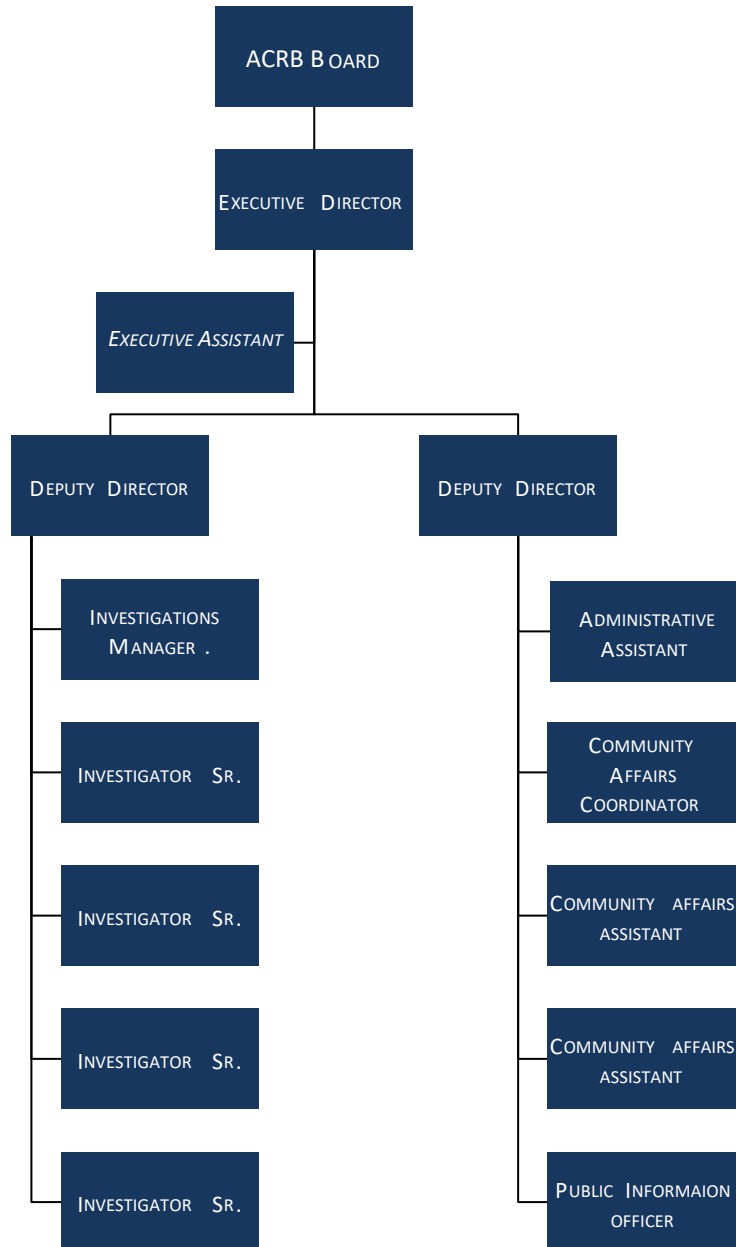 ACRB BOARD
EXECUTIVE DIRECTOR
EXECUTIVE ASSISTANT
DEPUTY DIRECTOR
DEPUTY DIRECTOR
INVESTIGATIONS
MANAGER .
INVESTIGATOR SR.
INVESTIGATOR SR.
INVESTIGATOR SR.
INVESTIGATOR SR.
ADMINISTRATIVE
ASSISTANT
COMMUNITY
AFFAIRS
COORDINATOR
COMMUNITY AFFAIRS
ASSISTANT
COMMUNITY AFFAIRS
ASSISTANT
PUBLIC INFORMAION
OFFICER